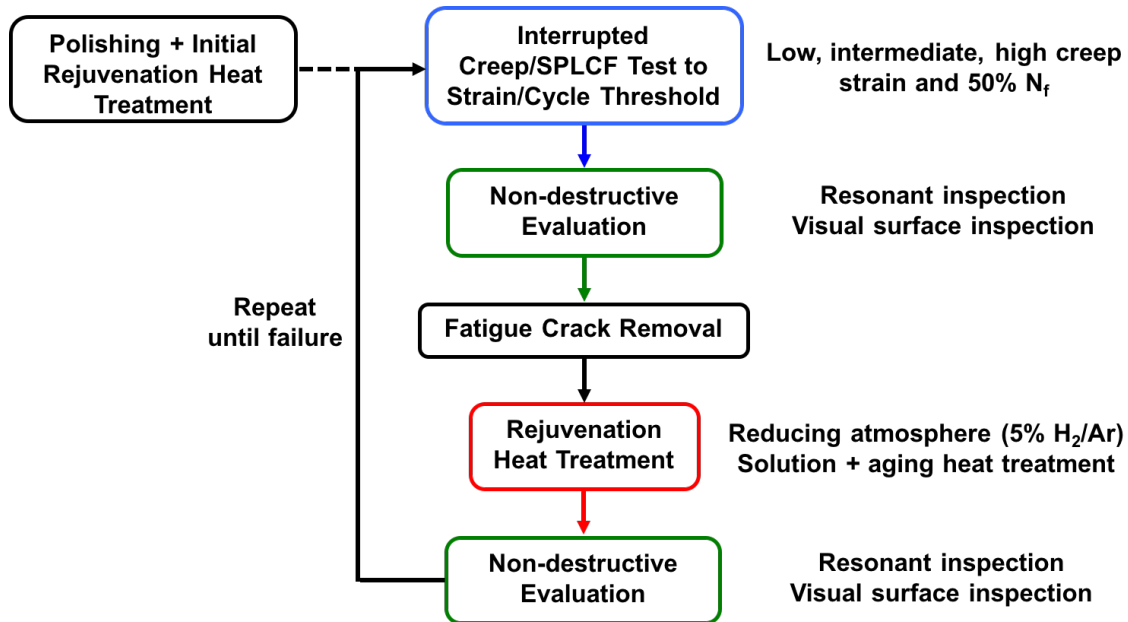 Polishing + Initial
Rejuvenation Heat
Treatment
Interrupted
Creep/SPLCF Test to
Strain/Cycle Threshold
Low, intermediate, high creep
strain and 50% Nf
Non-destructive
Evaluation
Resonant inspection
Visual surface inspection
Repeat
until failure
Fatigue Crack Removal
Rejuvenation
Heat Treatment
Reducing atmosphere (5% H2/Ar)
Solution + aging heat treatment
Non-destructive
Evaluation
Resonant inspection
Visual surface inspection